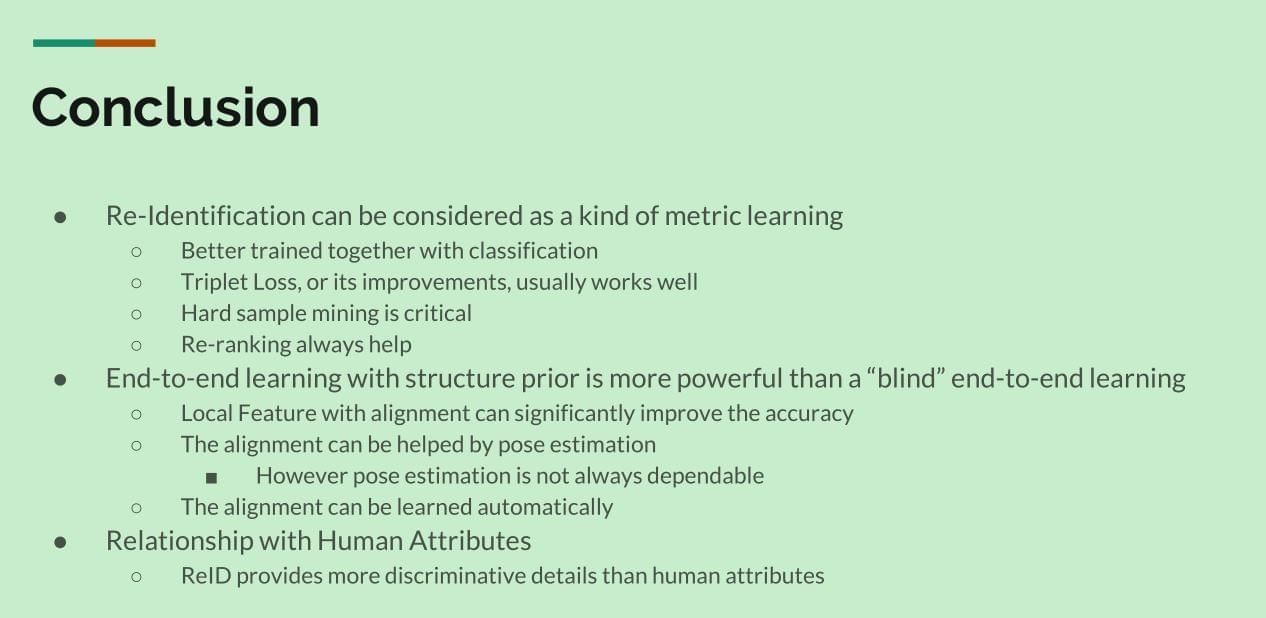 Conclusion
● Re-Identification can be considered as a kind of metric learning
○ Better trained together with classification
○ Triplet Loss, or its improvements, usually works well
○ Hard sample mining is critical
○ Re-ranking always help
● End-to-end learning with structure prior is more powerful than a “blind” end-to-end learning
○ Local Feature with alignment can significantly improve the accuracy
○ The alignment can be helped by pose estimation
■ However pose estimation is not always dependable
○ The alignment can be learned automatically
● Relationship with Human Attributes
○ ReID provides more discriminative details than human attributes